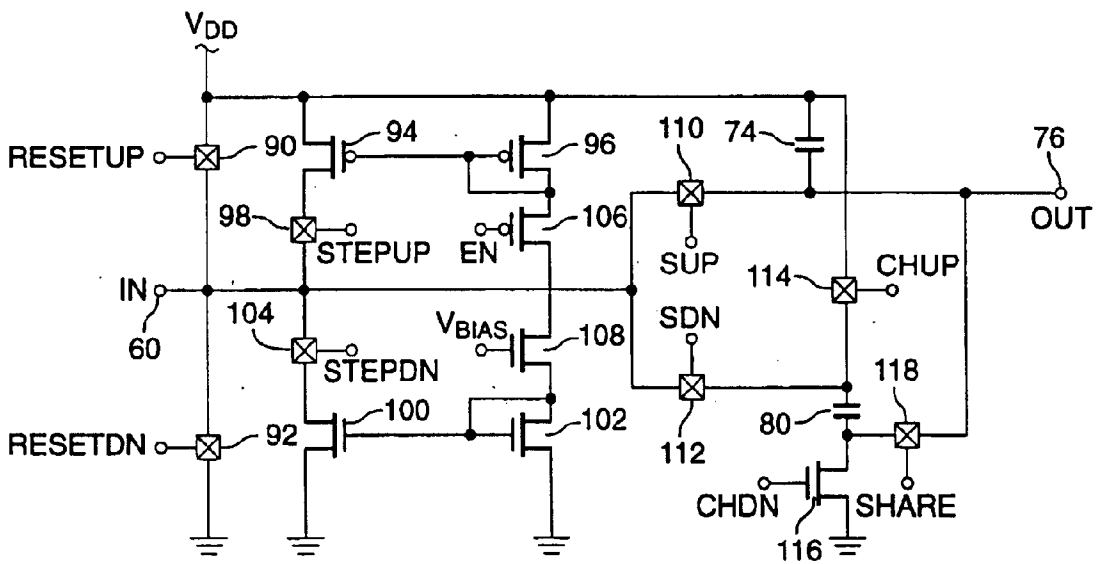 VDD
RESETUP
90
94
96
110
74
76
OUT
98
STEPUP
EN
106
SUP
114
CHUP
IN
60
104
STEPDN
VBIAS
108
SDN
118
RESETDN
92
100
102
112
80
CHDN
SHARE
116